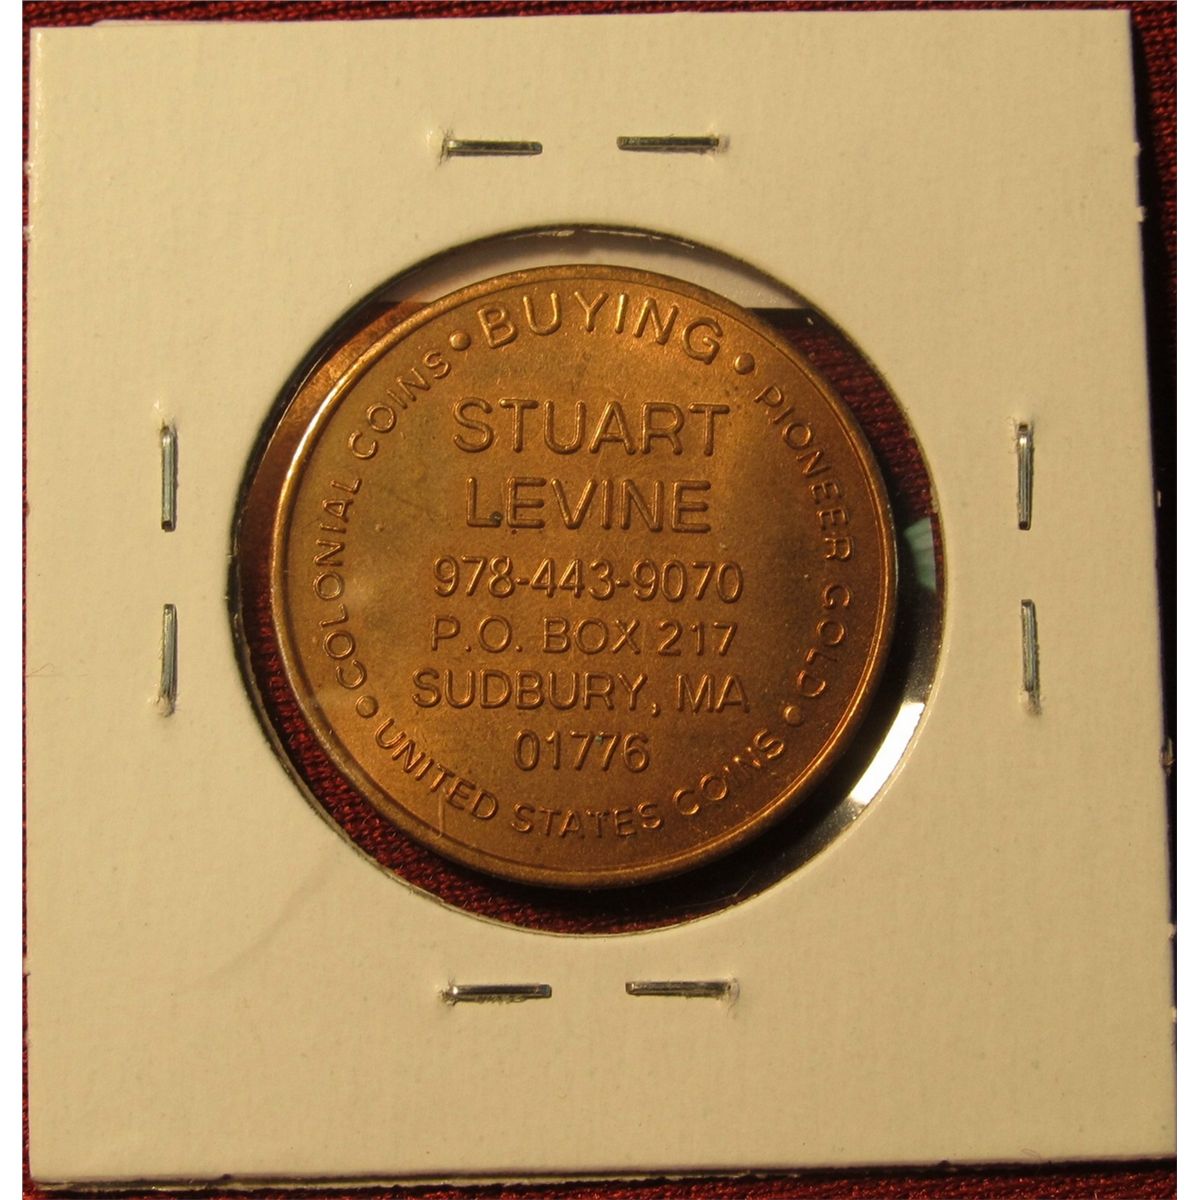 • BUYING •
PIONEER GOLD •
UNITED STATES COINS •
COLONIAL COINS
STUART
LEVINE
978-443-9070
P.O. BOX 217
SUDBURY, MA
01776